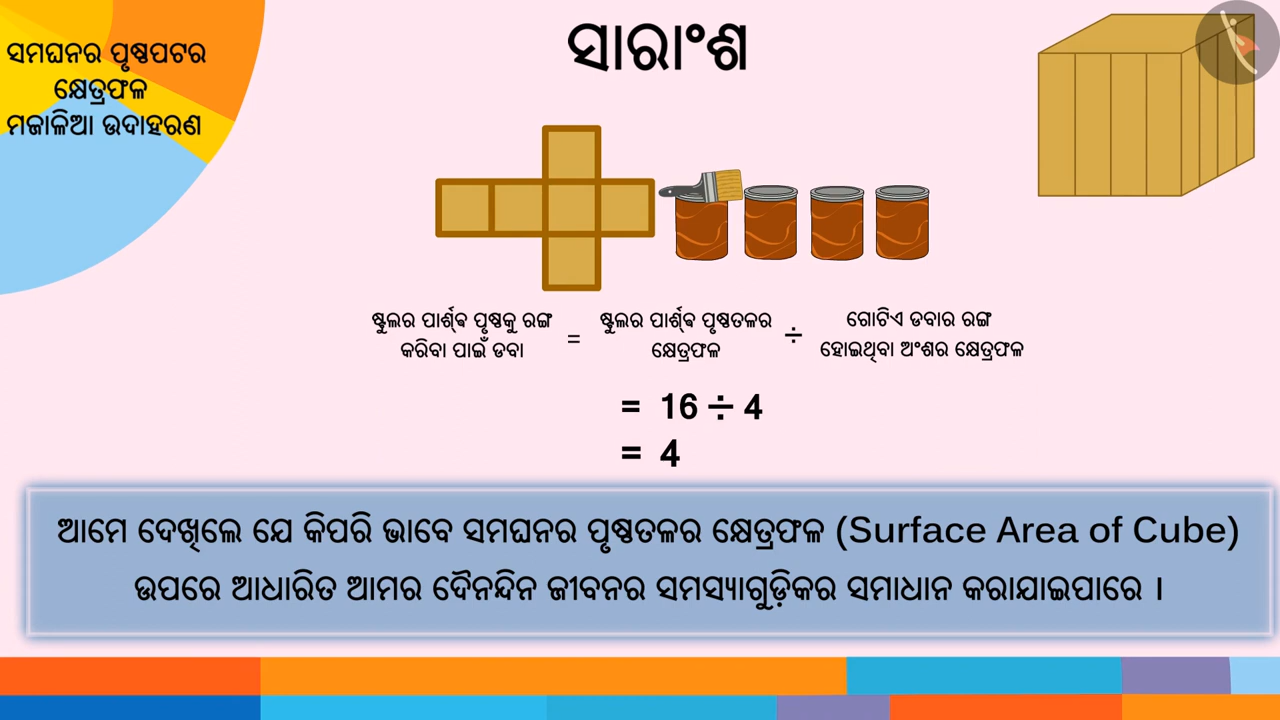 ସମଘନର ପୃଷ୍ଠପଟର
କ୍ଷେତ୍ରଫଳ
ମଜାଳିଆ ଉଦାହରଣ
ସାରାଂଶ
ଷ୍ଟୁଲର ପାର୍ଶ୍ଵ ପୃଷ୍ଠକୁ ରଙ୍ଗ କରିବା ପାଇଁ ଡବା = ଷ୍ଟୁଲର ପାର୍ଶ୍ଵ ପୃଷ୍ଠତଳର କ୍ଷେତ୍ରଫଳ ÷ ଗୋଟିଏ ଡବାର ରଙ୍ଗ ହୋଇଥିବା ଅଂଶର କ୍ଷେତ୍ରଫଳ
= 16 ÷ 4
= 4
ଆମେ ଦେଖିଲେ ଯେ କିପରି ଭାବେ ସମଘନର ପୃଷ୍ଠତଳର କ୍ଷେତ୍ରଫଳ (Surface Area of Cube)
ଉପରେ ଆଧାରିତ ଆମର ଦୈନନ୍ଦିନ ଜୀବନର ସମସ୍ୟାଗୁଡ଼ିକର ସମାଧାନ କରାଯାଇପାରେ ।